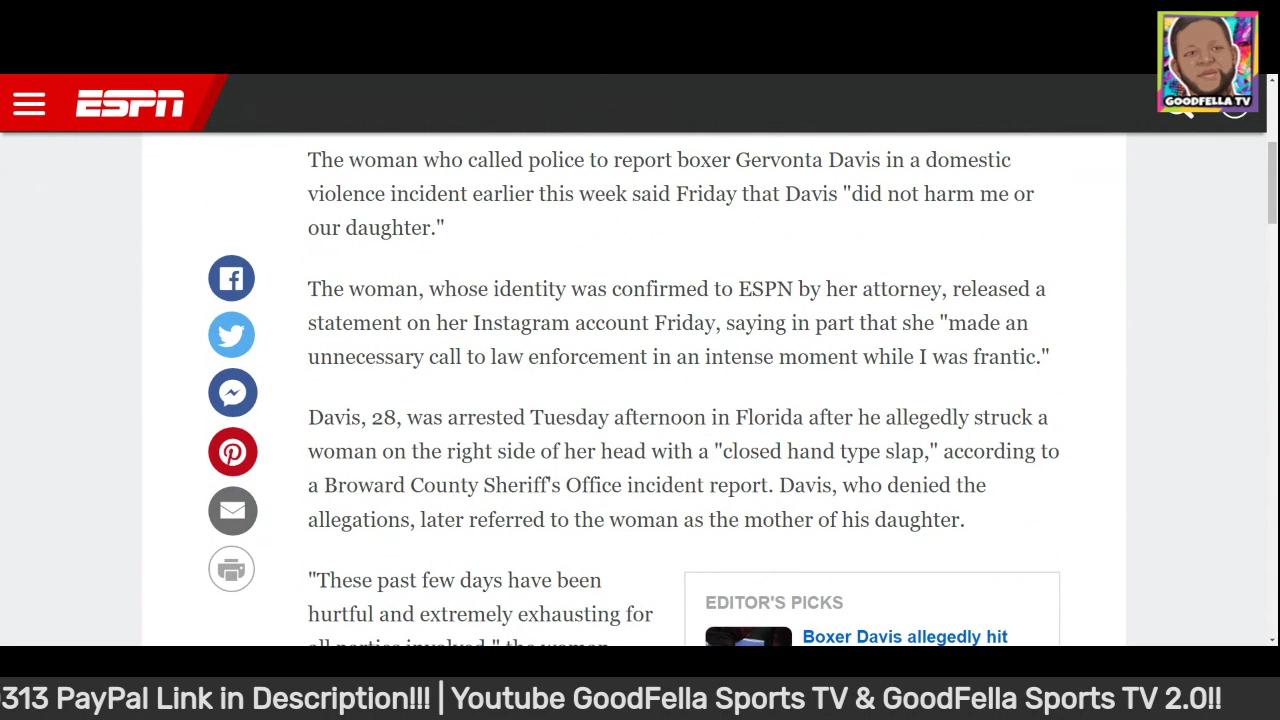 GOODFELLA TV
ESPN
The woman who called police to report boxer Gervonta Davis in a domestic
violence incident earlier this week said Friday that Davis "did not harm me or
our daughter."
The woman, whose identity was confirmed to ESPN by her attorney, released a
statement on her Instagram account Friday, saying in part that she "made an
unnecessary call to law enforcement in an intense moment while I was frantic."
Davis, 28, was arrested Tuesday afternoon in Florida after he allegedly struck a
woman on the right side of her head with a "closed hand type slap," according to
a Broward County Sheriff's Office incident report. Davis, who denied the
allegations, later referred to the woman as the mother of his daughter.
"These past few days have been
hurtful and extremely exhausting for
all parties involved," the woman
EDITOR'S PICKS
Boxer Davis allegedly hit
0313 PayPal Link in Description!!! | Youtube GoodFella Sports TV & GoodFella Sports TV 2.0!!